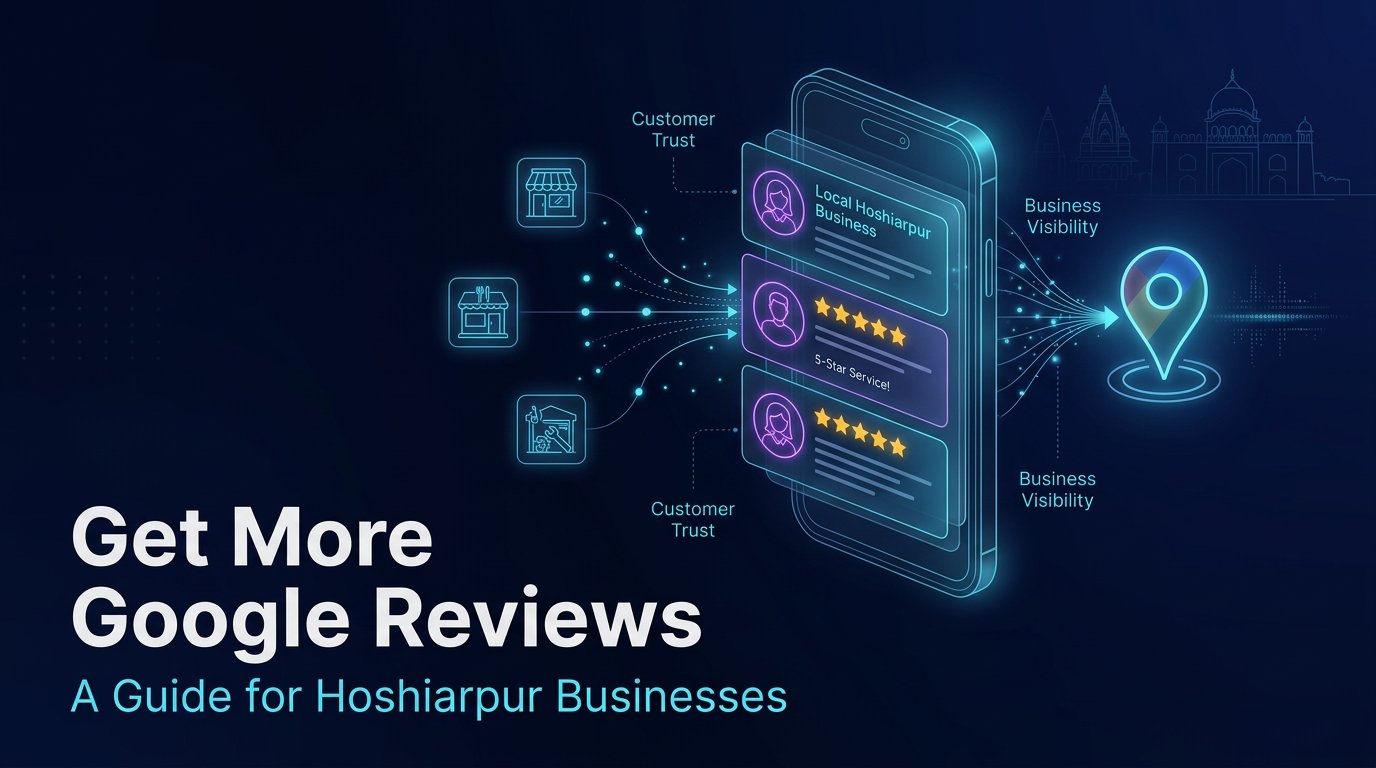 Customer
Trust
Local Hoshiarpur
Business
Business
Visibility
5-Star Service!
Customer
Trust
Business
Visibility
Get More
Google Reviews
A Guide for Hoshiarpur Businesses